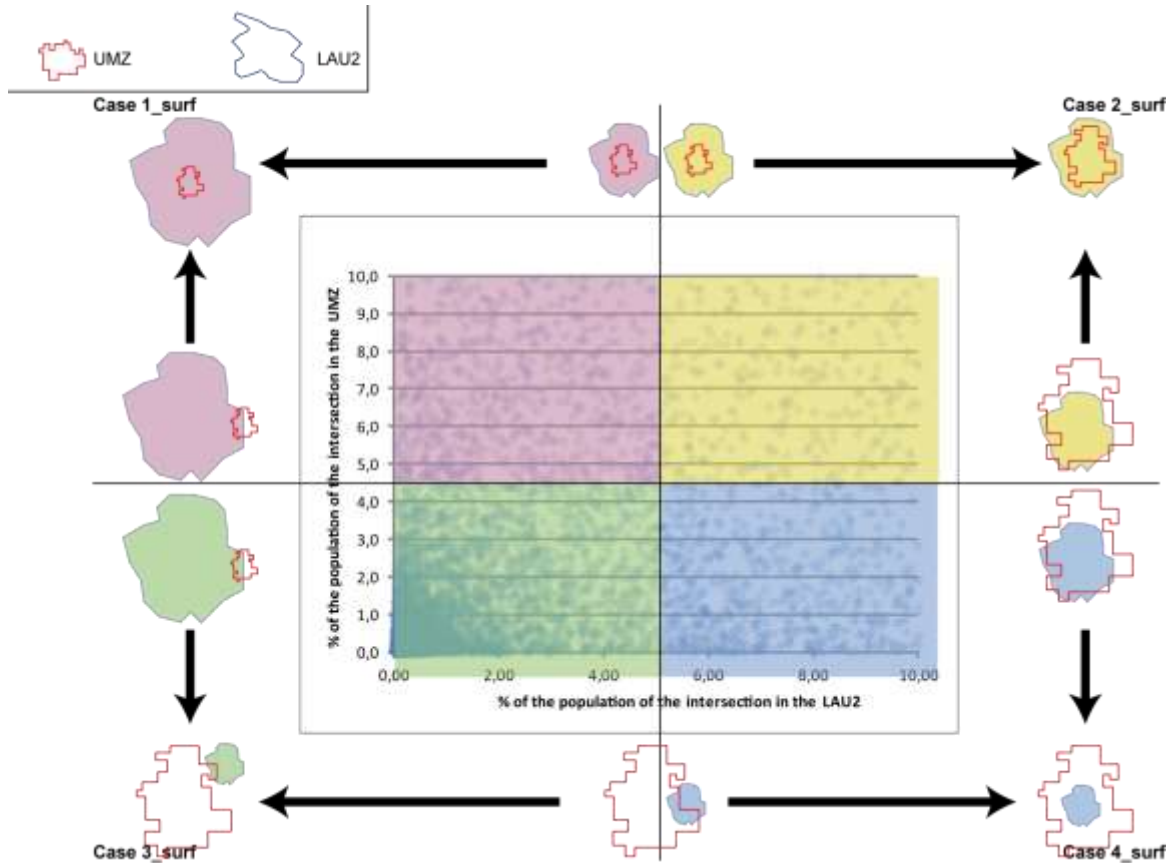 UMZ
LAU2
Case 1_surf
Case 2_surf
% of the population of the intersection in the UMZ
10,0
9,0
8,0
7,0
6,0
5,0
4,0
3,0
2,0
1,0
0,0
0,00 2,00 4,00 6,00 8,00 10,00
% of the population of the intersection in the LAU2
Case 3_surf
Case 4_surf